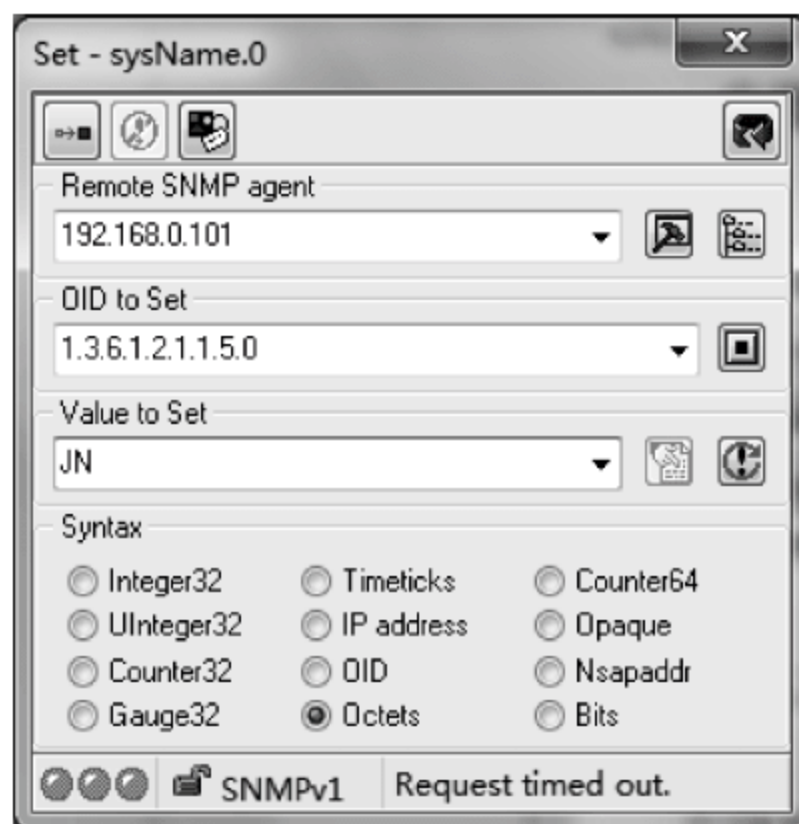 Set - sysName.0
Remote SNMP agent
192.168.0.101
OID to Set
1.3.6.1.2.1.1.5.0
Value to Set
JN
Syntax
Integer32 Timeticks Counter64
UInteger32 IP address Opaque
Counter32 OID Nsapaddr
Gauge32 Octets Bits
SNMPv1 Request timed out.